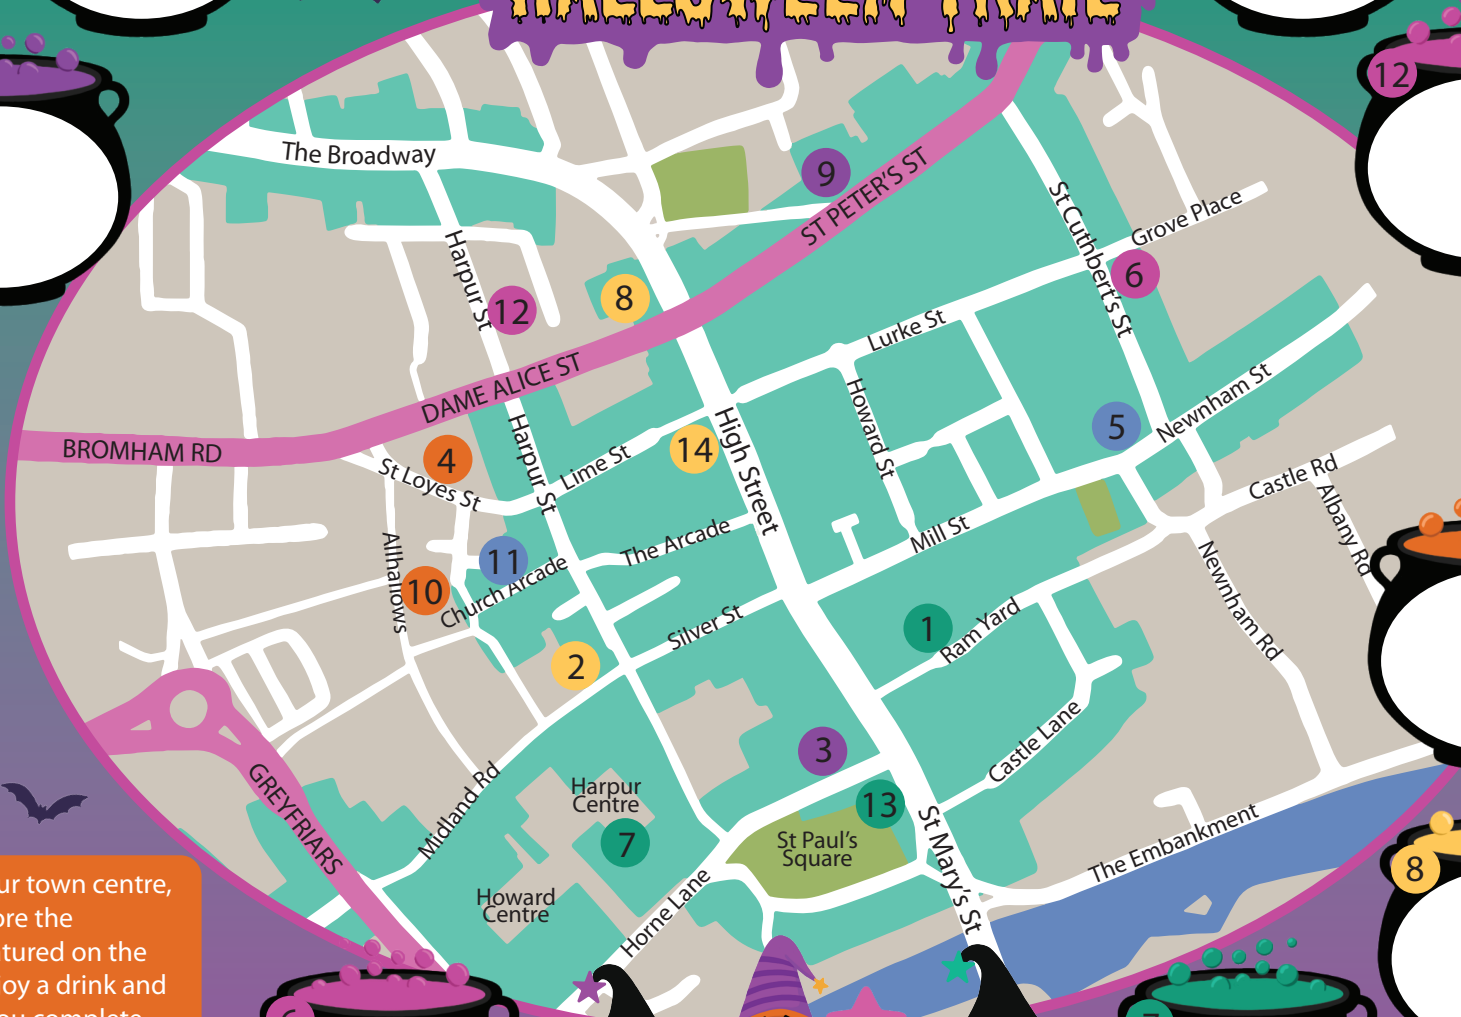 HALLOWEEN TRAIL
12
The Broadway
9
ST PETER'S ST
St Cuthbert's St
Grove Place
6
Harpur St
12
8
Lurke St
DAME ALICE ST
Howard St
Newnham St
5
BROMHAM RD
4
St Loyes St
Harpur St
Lime St
14
High Street
Castle Rd
Albany Rd
Mill St
The Arcade
Allhallows
11
10
Church Arcade
Newnham Rd
Silver St
1
Ram Yard
2
3
Castle Lane
GREYFRIARS
Midland Rd
Harpur
Centre
7
13
St Paul's
Square
St Mary's St
The Embankment
Howard
Centre
Horne Lane
8
ur town centre,
ore the
atured on the
joy a drink and